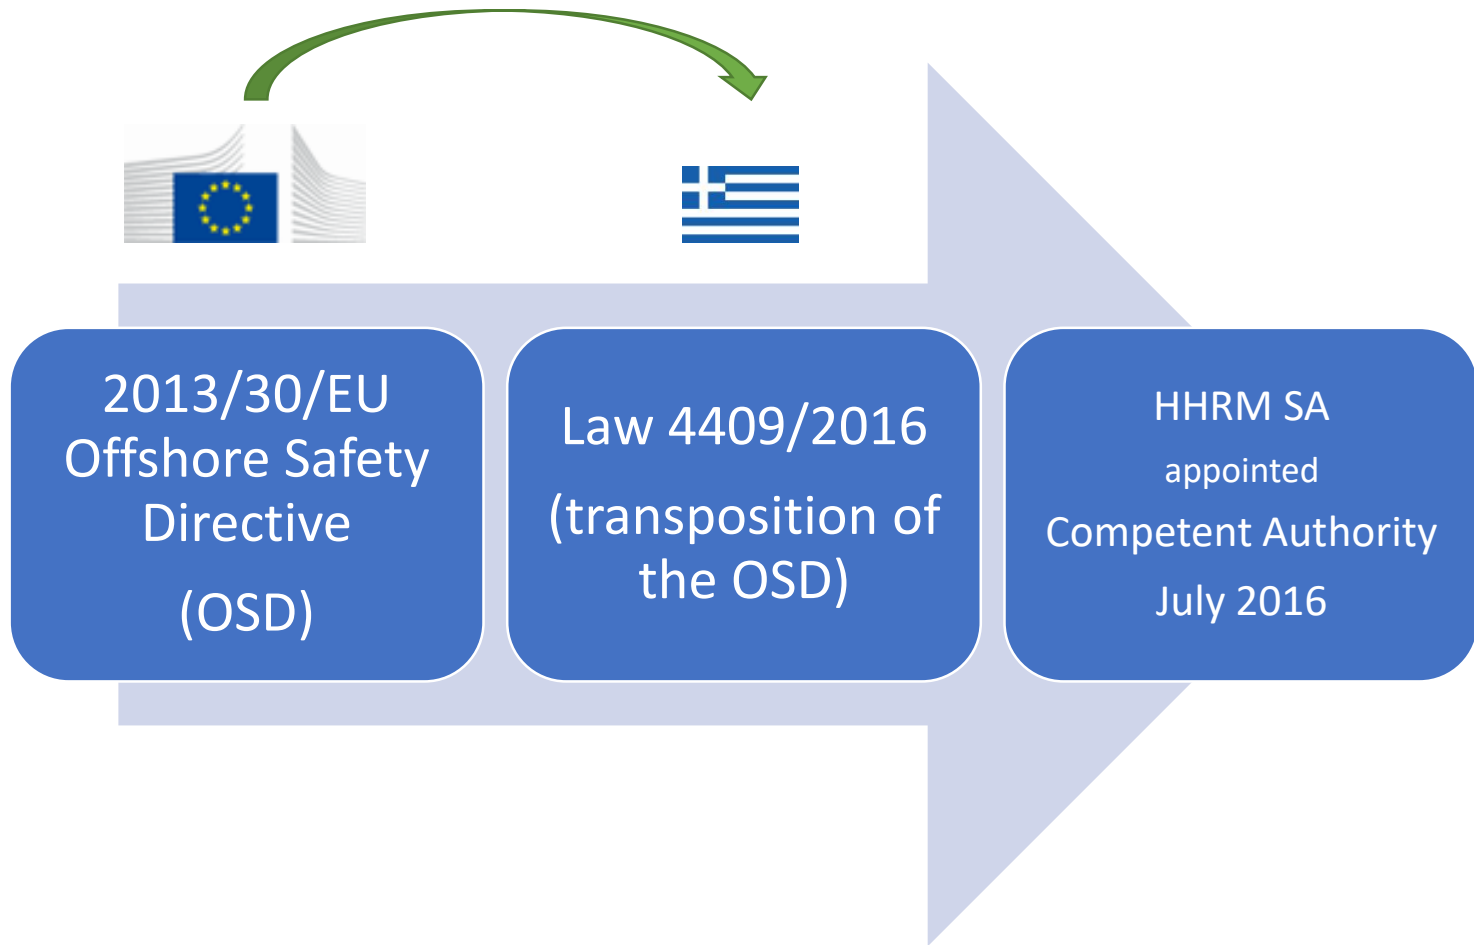 2013/30/EU
Offshore Safety
Directive
(OSD)
Law 4409/2016
(transposition of
the OSD)
HHRM SA
appointed
Competent Authority
July 2016